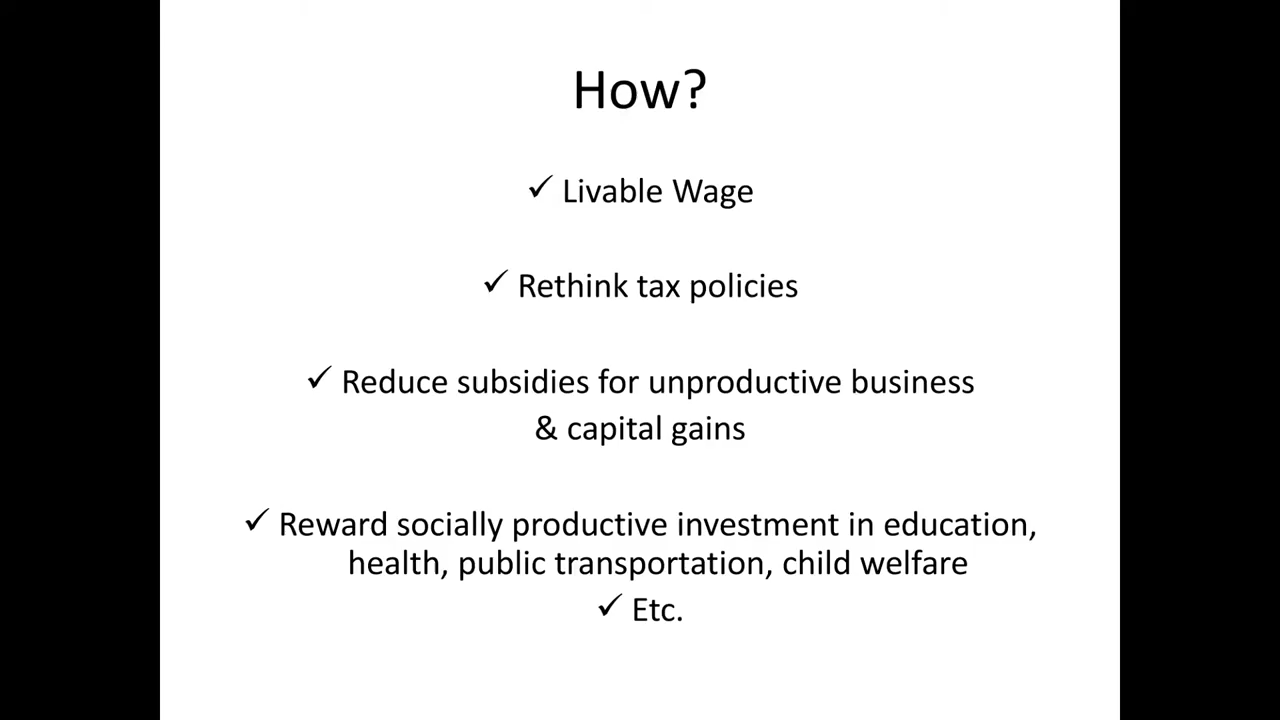 How?
✓ Livable Wage
✓ Rethink tax policies
✓ Reduce subsidies for unproductive business
& capital gains
✓ Reward socially productive investment in education,
health, public transportation, child welfare
✓ Etc.